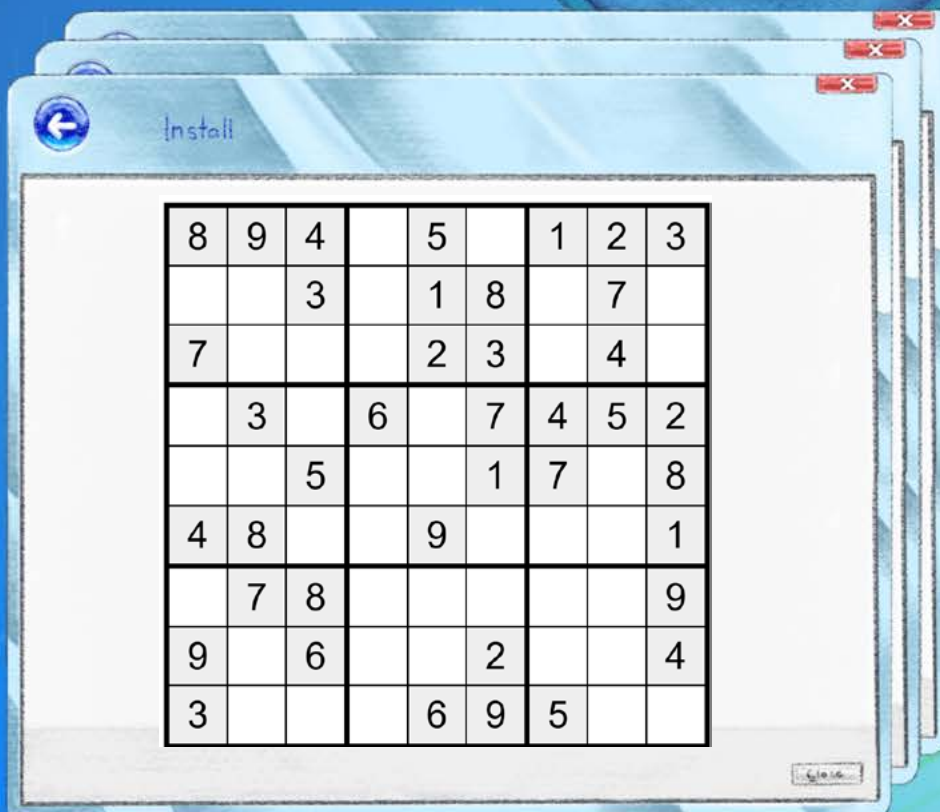 Install
8 9 4 5 1 2 3
3 1 8 7
7 2 3 4
3 6 7 4 5 2
5 1 7 8
4 8 9 1
7 8 9
9 6 2 4
3 6 9 5
Close